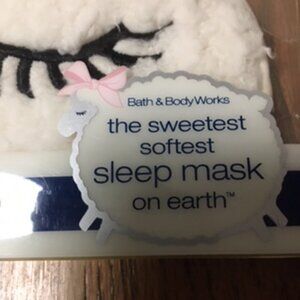 Bath & Body Works
the sweetest
softest
sleep mask
on earth™